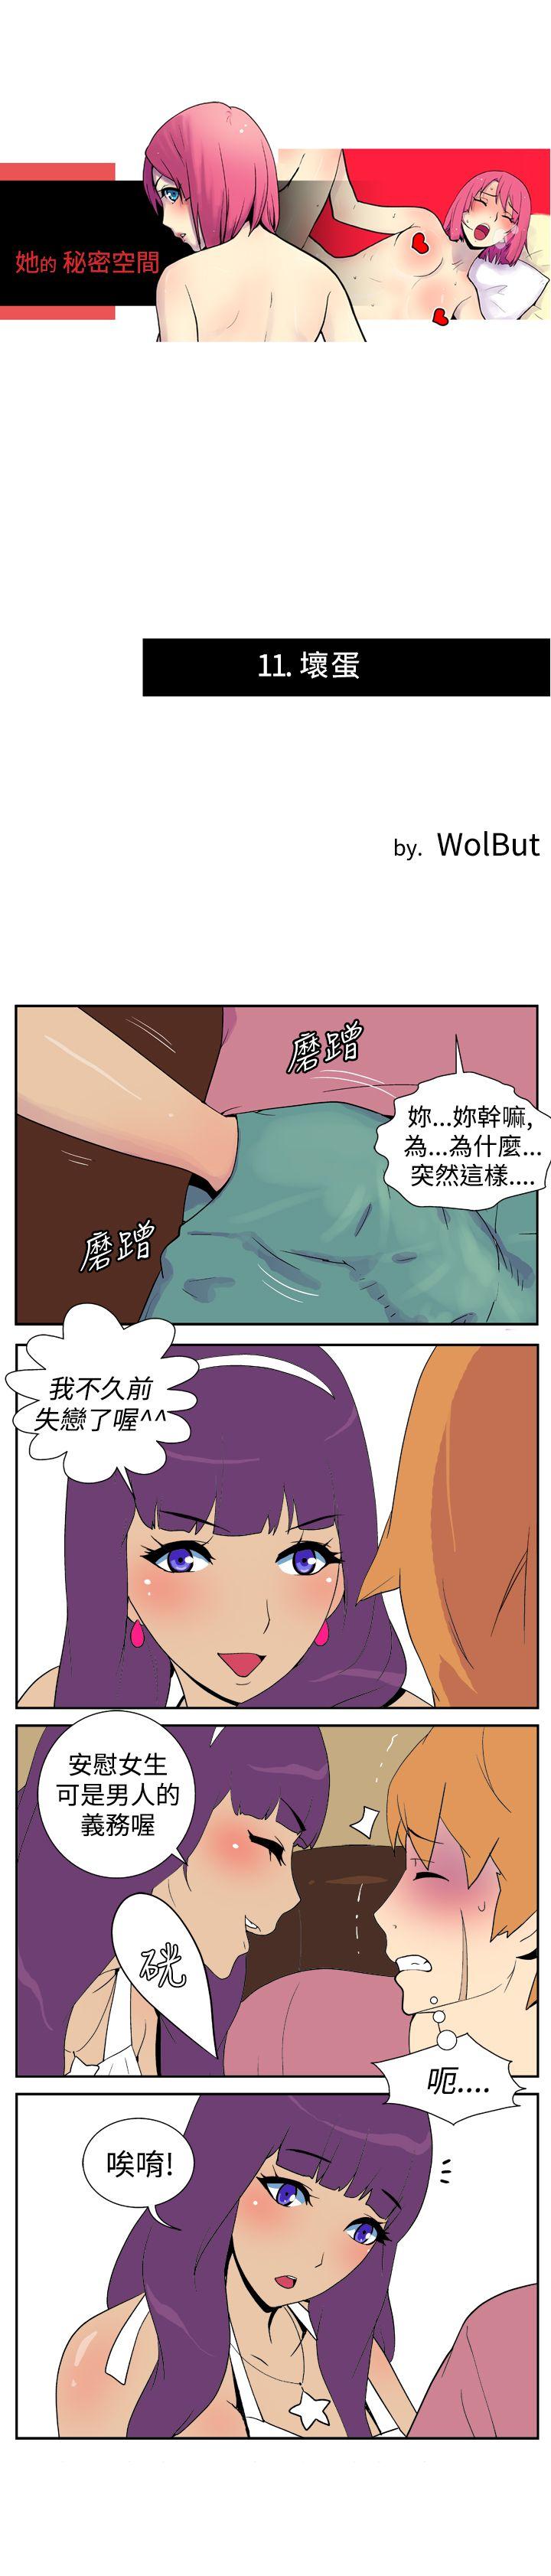 她的 秘密空間
11. 壞蛋
by. WolBut
磨蹭
妳...妳幹嘛,
為...為什麼...
突然這樣....
磨蹭
我不久前
失戀了喔^^
安慰女生
可是男人的
義務喔
硄
呃....
唉唷!